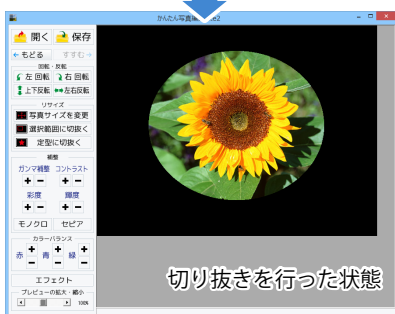 開く 保存
もどる すすむ
回転・反転
左 回転 右 回転
上下反転 左右反転
リサイズ
写真サイズを変更
選択範囲に切抜く
定型に切抜く
補整
ガンマ補整 コントラスト
+ - + -
彩度 輝度
+ - + -
モノクロ セピア
カラーバランス
赤 + - 青 + - 緑 + -
エフェクト
プレビューの拡大・縮小
100%
切り抜きを行った状態